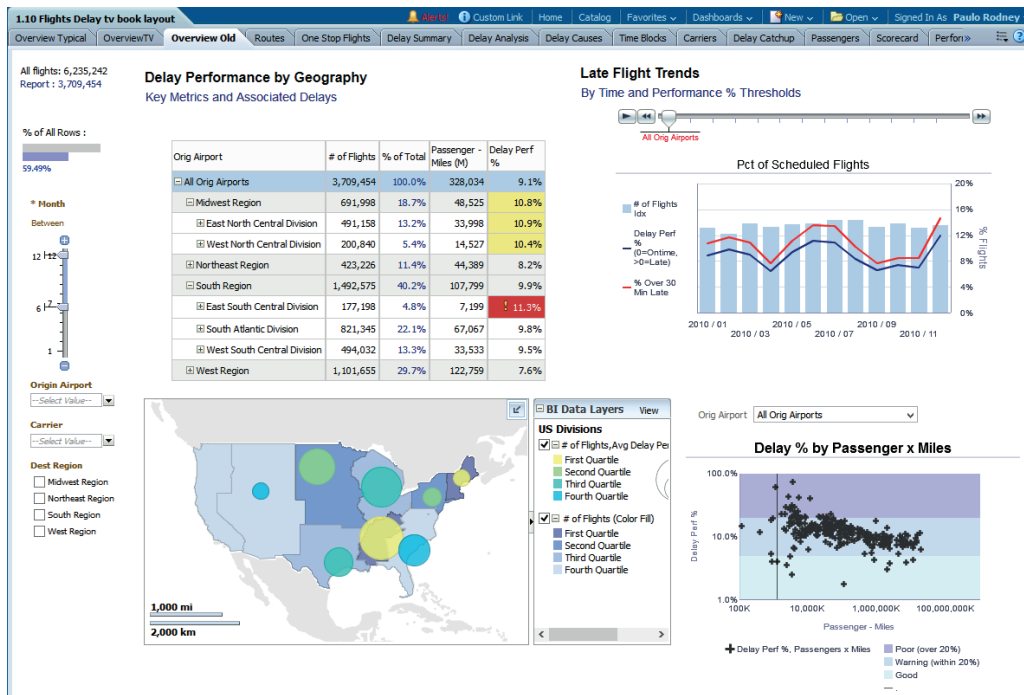 1.10 Flights Delay tv book layout
Alerts! Custom Link Home Catalog Favorites Dashboards New Open Signed In As Paulo Rodney
Overview Typical OverviewTV Overview Old Routes One Stop Flights Delay Summary Delay Analysis Delay Causes Time Blocks Carriers Delay Catchup Passengers Scorecard Perfor»
All flights: 6,235,242
Report : 3,709,454
% of All Rows :
59.49%
* Month
Between
12
12
7
6
1
Origin Airport
--Select Value--
Carrier
--Select Value--
Dest Region
Midwest Region
Northeast Region
South Region
West Region
Delay Performance by Geography
Key Metrics and Associated Delays
Orig Airport # of Flights % of Total Passenger - Miles (M) Delay Perf %
All Orig Airports 3,709,454 100.0% 328,034 9.1%
Midwest Region 691,998 18.7% 48,525 10.8%
East North Central Division 491,158 13.2% 33,998 10.9%
West North Central Division 200,840 5.4% 14,527 10.4%
Northeast Region 423,226 11.4% 44,389 8.2%
South Region 1,492,575 40.2% 107,799 9.9%
East South Central Division 177,198 4.8% 7,199 ! 11.3%
South Atlantic Division 821,345 22.1% 67,067 9.8%
West South Central Division 494,032 13.3% 33,533 9.5%
West Region 1,101,655 29.7% 122,759 7.6%
1,000 mi
2,000 km
BI Data Layers View
US Divisions
# of Flights,Avg Delay Per
First Quartile
Second Quartile
Third Quartile
Fourth Quartile
# of Flights (Color Fill)
First Quartile
Second Quartile
Third Quartile
Fourth Quartile
Late Flight Trends
By Time and Performance % Thresholds
All Orig Airports
Pct of Scheduled Flights
# of Flights
Idx
Delay Perf
%
(0=Ontime,
>0=Late)
% Over 30
Min Late
20%
16%
12%
8%
4%
0%
% Flights
2010 / 01 2010 / 05 2010 / 09
2010 / 03 2010 / 07 2010 / 11
Orig Airport All Orig Airports
Delay % by Passenger x Miles
Delay Perf %
100.0%
10.0%
1.0%
100K 10,000K 1,000,000K 100,000,000K
Passenger - Miles
Delay Perf %, Passengers x Miles
Poor (over 20%)
Warning (within 20%)
Good